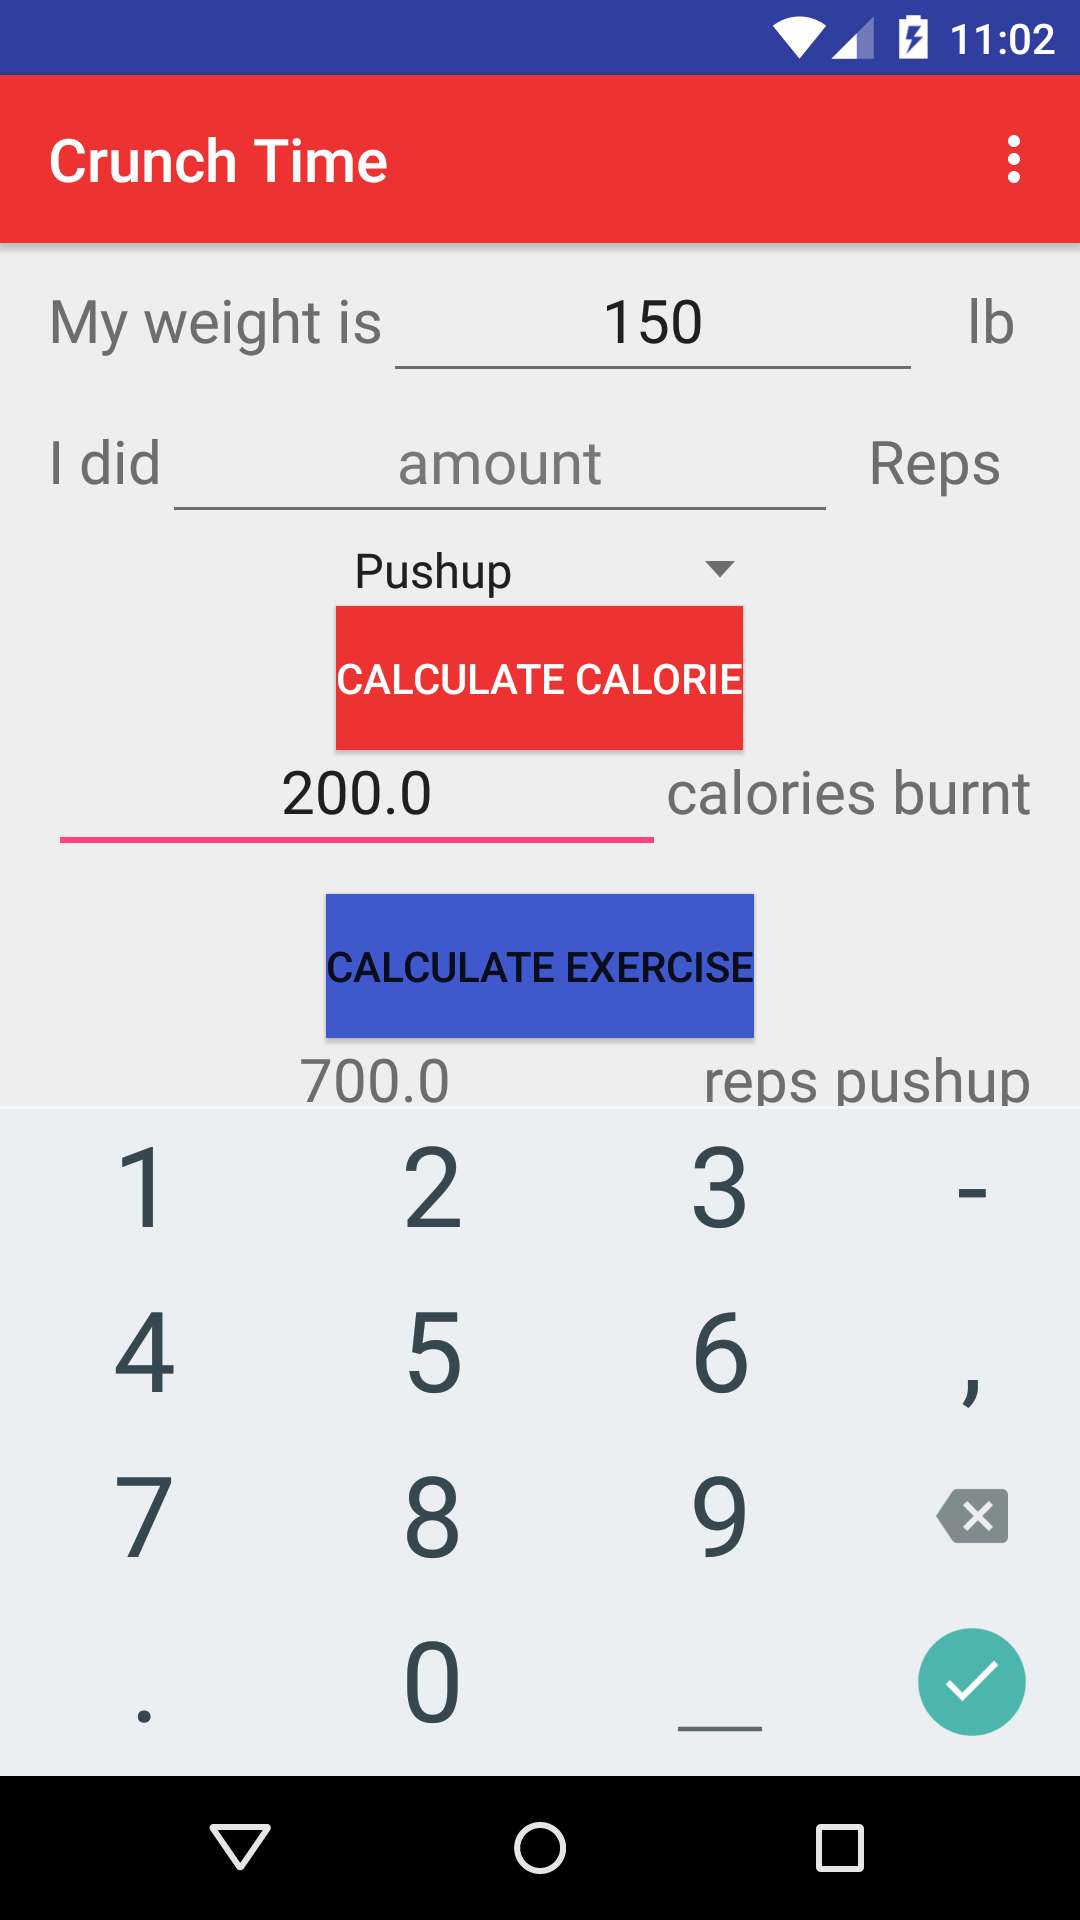 11:02
Crunch Time
My weight is 150 lb
I did amount Reps
Pushup
CALCULATE CALORIE
200.0 calories burnt
CALCULATE EXERCISE
700.0 reps pushup
1 2 3 -
4 5 6 ,
7 8 9
. 0 _